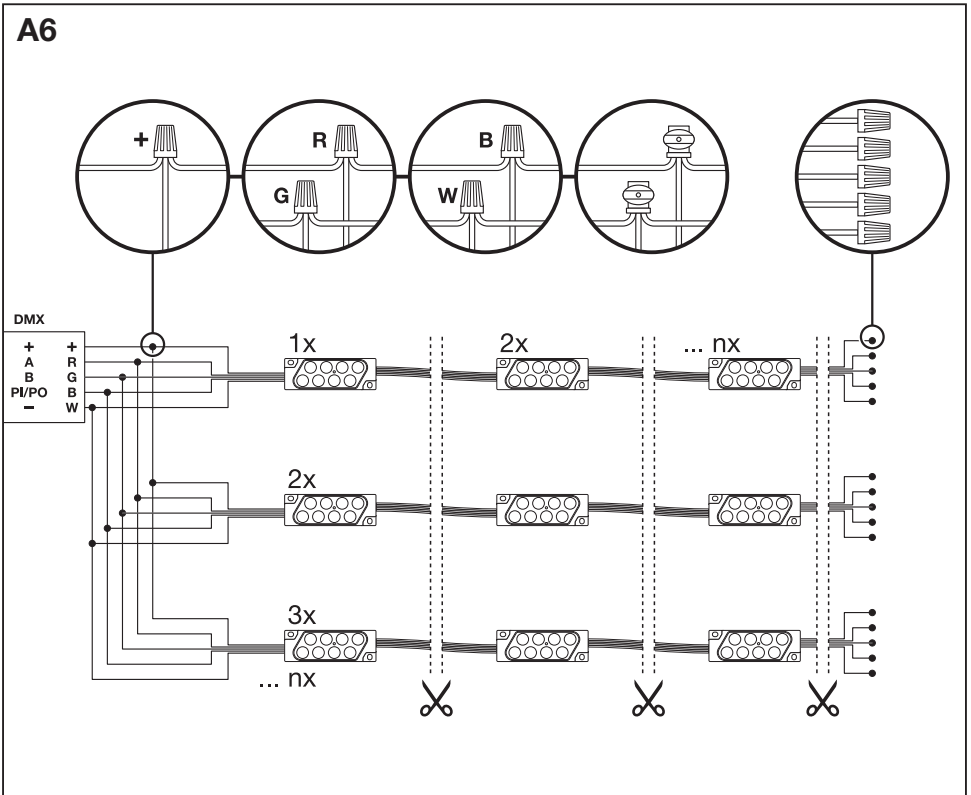 A6
+
R
G
B
W
DMX
+ +
A R
B G
PI/PO B
– W
1x 2x ... nx
2x
3x
... nx